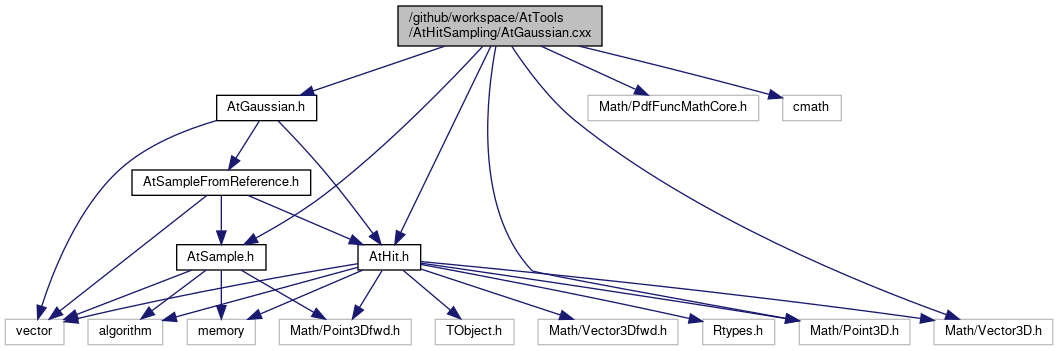 /github/workspace/AtTools
/AtHitSampling/AtGaussian.cxx
AtGaussian.h
Math/PdfFuncMathCore.h
cmath
AtSampleFromReference.h
AtSample.h
AtHit.h
vector
algorithm
memory
Math/Point3Dfwd.h
TObject.h
Math/Vector3Dfwd.h
Rtypes.h
Math/Point3D.h
Math/Vector3D.h